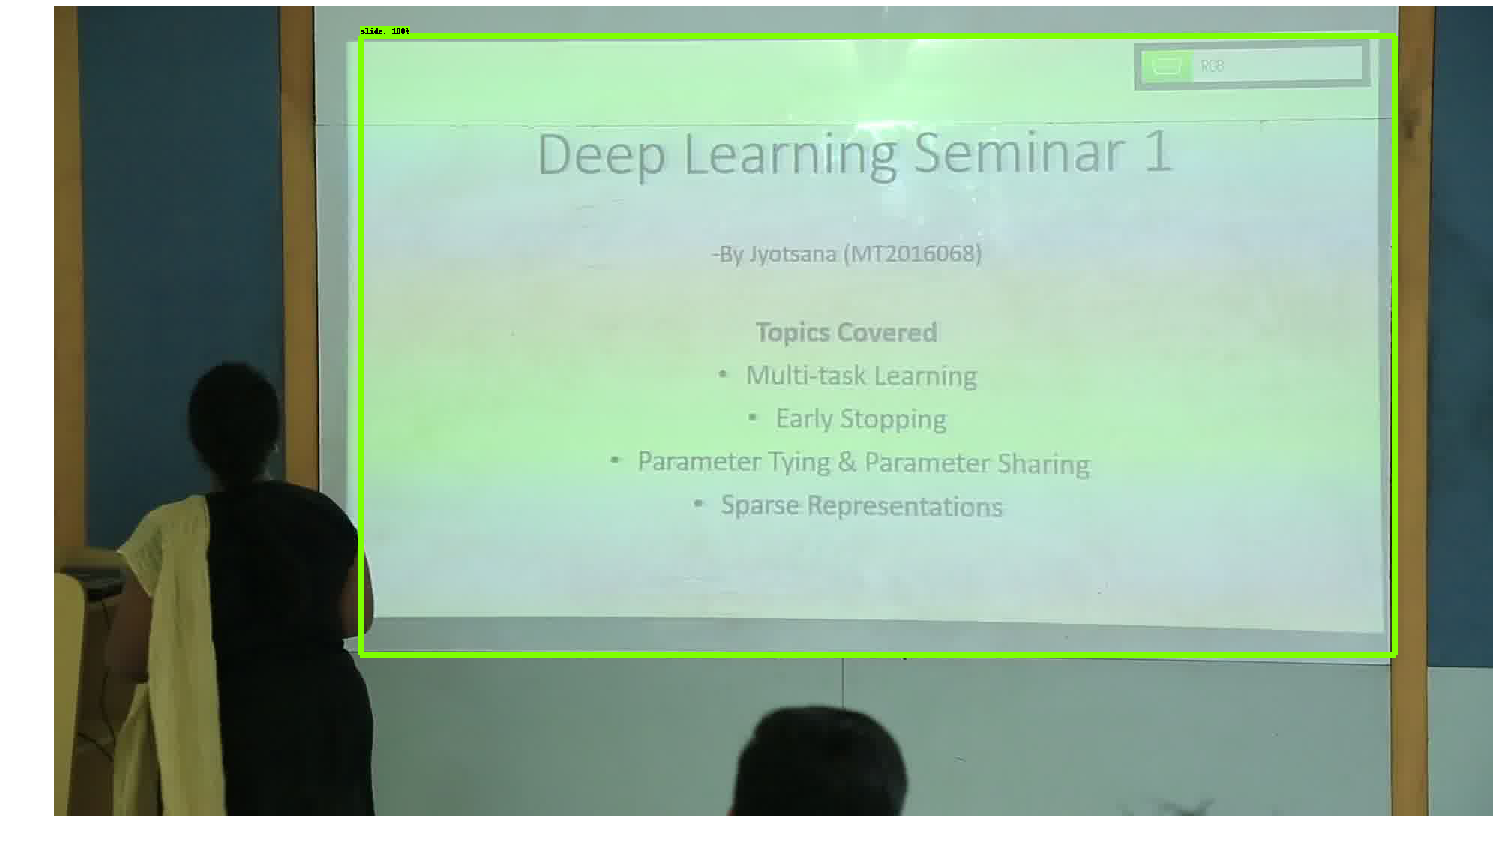 slide: 100%
RGB
Deep Learning Seminar 1
-By Jyotsana (MT2016068)
Topics Covered
• Multi-task Learning
• Early Stopping
• Parameter Tying & Parameter Sharing
• Sparse Representations